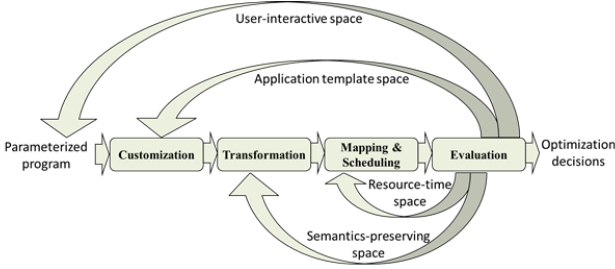 User-interactive space
Application template space
Parameterized
program
Customization
Transformation
Mapping &
Scheduling
Evaluation
Optimization
decisions
Resource-time
space
Semantics-preserving
space